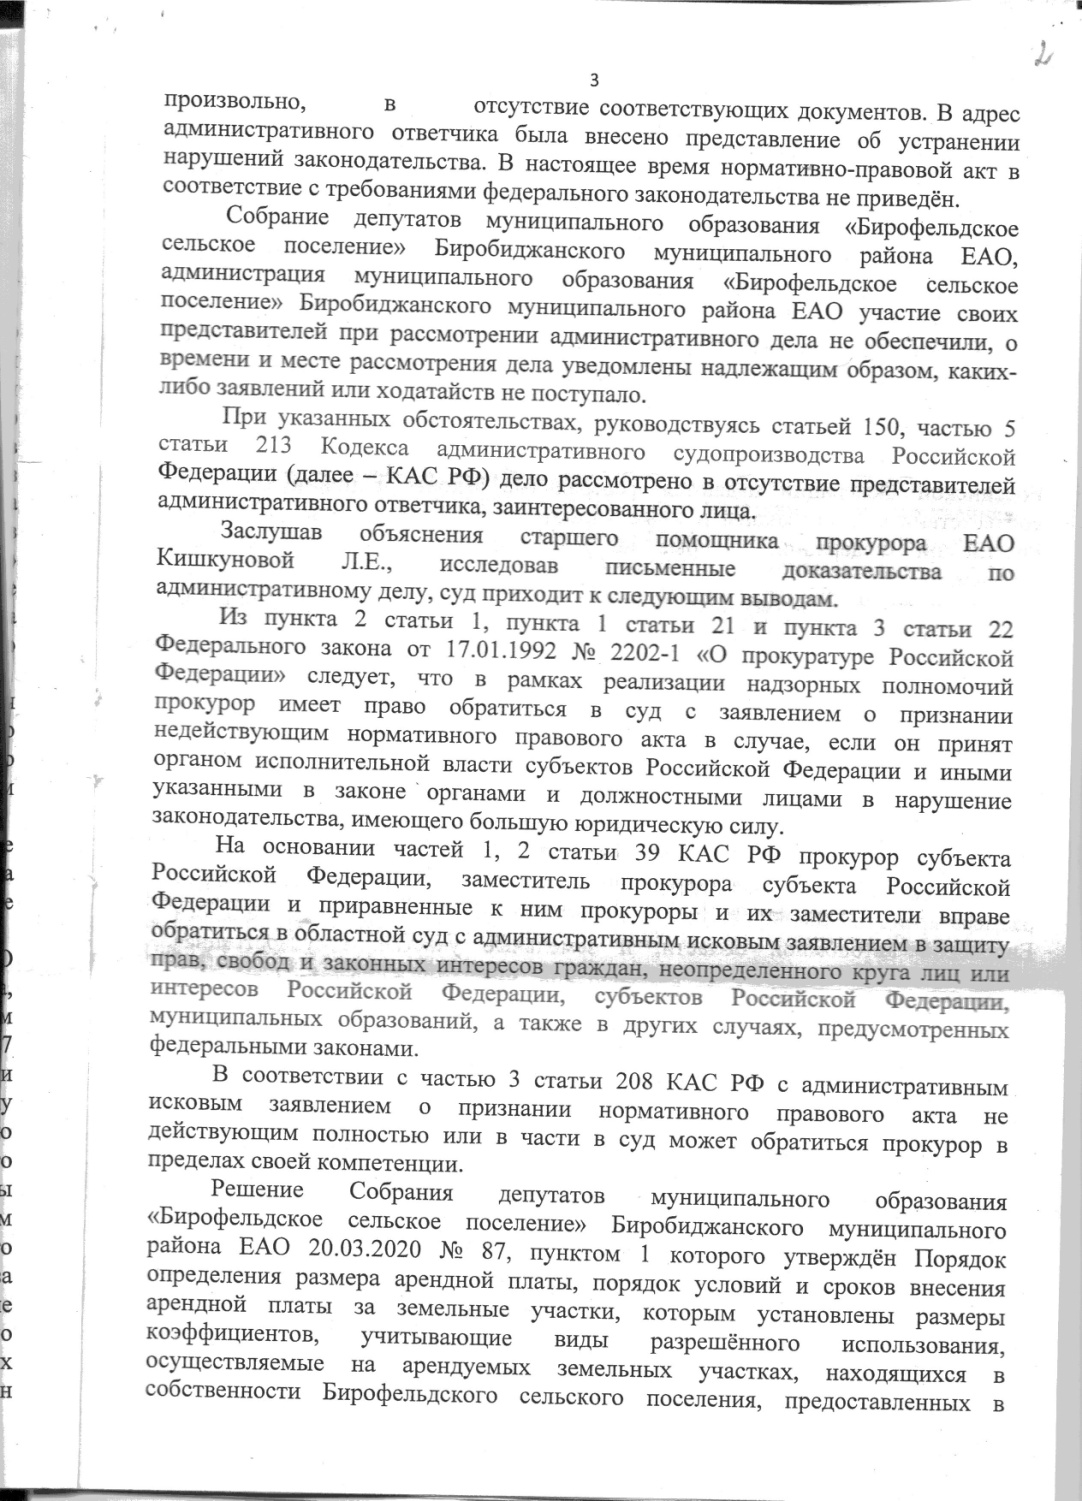 2
3
произвольно, в отсутствие соответствующих документов. В адрес
административного ответчика была внесено представление об устранении
нарушений законодательства. В настоящее время нормативно-правовой акт в
соответствие с требованиями федерального законодательства не приведён.
Собрание депутатов муниципального образования «Бирофельдское
сельское поселение» Биробиджанского муниципального района ЕАО,
администрация муниципального образования «Бирофельдское сельское
поселение» Биробиджанского муниципального района ЕАО участие своих
представителей при рассмотрении административного дела не обеспечили, о
времени и месте рассмотрения дела уведомлены надлежащим образом, каких-
либо заявлений или ходатайств не поступало.
При указанных обстоятельствах, руководствуясь статьей 150, частью 5
статьи 213 Кодекса административного судопроизводства Российской
Федерации (далее – КАС РФ) дело рассмотрено в отсутствие представителей
административного ответчика, заинтересованного лица.
Заслушав объяснения старшего помощника прокурора ЕАО
Кишкуновой Л.Е., исследовав письменные доказательства по
административному делу, суд приходит к следующим выводам.
Из пункта 2 статьи 1, пункта 1 статьи 21 и пункта 3 статьи 22
Федерального закона от 17.01.1992 № 2202-1 «О прокуратуре Российской
Федерации» следует, что в рамках реализации надзорных полномочий
прокурор имеет право обратиться в суд с заявлением о признании
недействующим нормативного правового акта в случае, если он принят
органом исполнительной власти субъектов Российской Федерации и иными
указанными в законе органами и должностными лицами в нарушение
законодательства, имеющего большую юридическую силу.
На основании частей 1, 2 статьи 39 КАС РФ прокурор субъекта
Российской Федерации, заместитель прокурора субъекта Российской
Федерации и приравненные к ним прокуроры и их заместители вправе
обратиться в областной суд с административным исковым заявлением в защиту
прав, свобод и законных интересов граждан, неопределенного круга лиц или
интересов Российской Федерации, субъектов Российской Федерации,
муниципальных образований, а также в других случаях, предусмотренных
федеральными законами.
В соответствии с частью 3 статьи 208 КАС РФ с административным
исковым заявлением о признании нормативного правового акта не
действующим полностью или в части в суд может обратиться прокурор в
пределах своей компетенции.
Решение Собрания депутатов муниципального образования
«Бирофельдское сельское поселение» Биробиджанского муниципального
района ЕАО 20.03.2020 № 87, пунктом 1 которого утверждён Порядок
определения размера арендной платы, порядок условий и сроков внесения
арендной платы за земельные участки, которым установлены размеры
коэффициентов, учитывающие виды разрешённого использования,
осуществляемые на арендуемых земельных участках, находящихся в
собственности Бирофельдского сельского поселения, предоставленных в